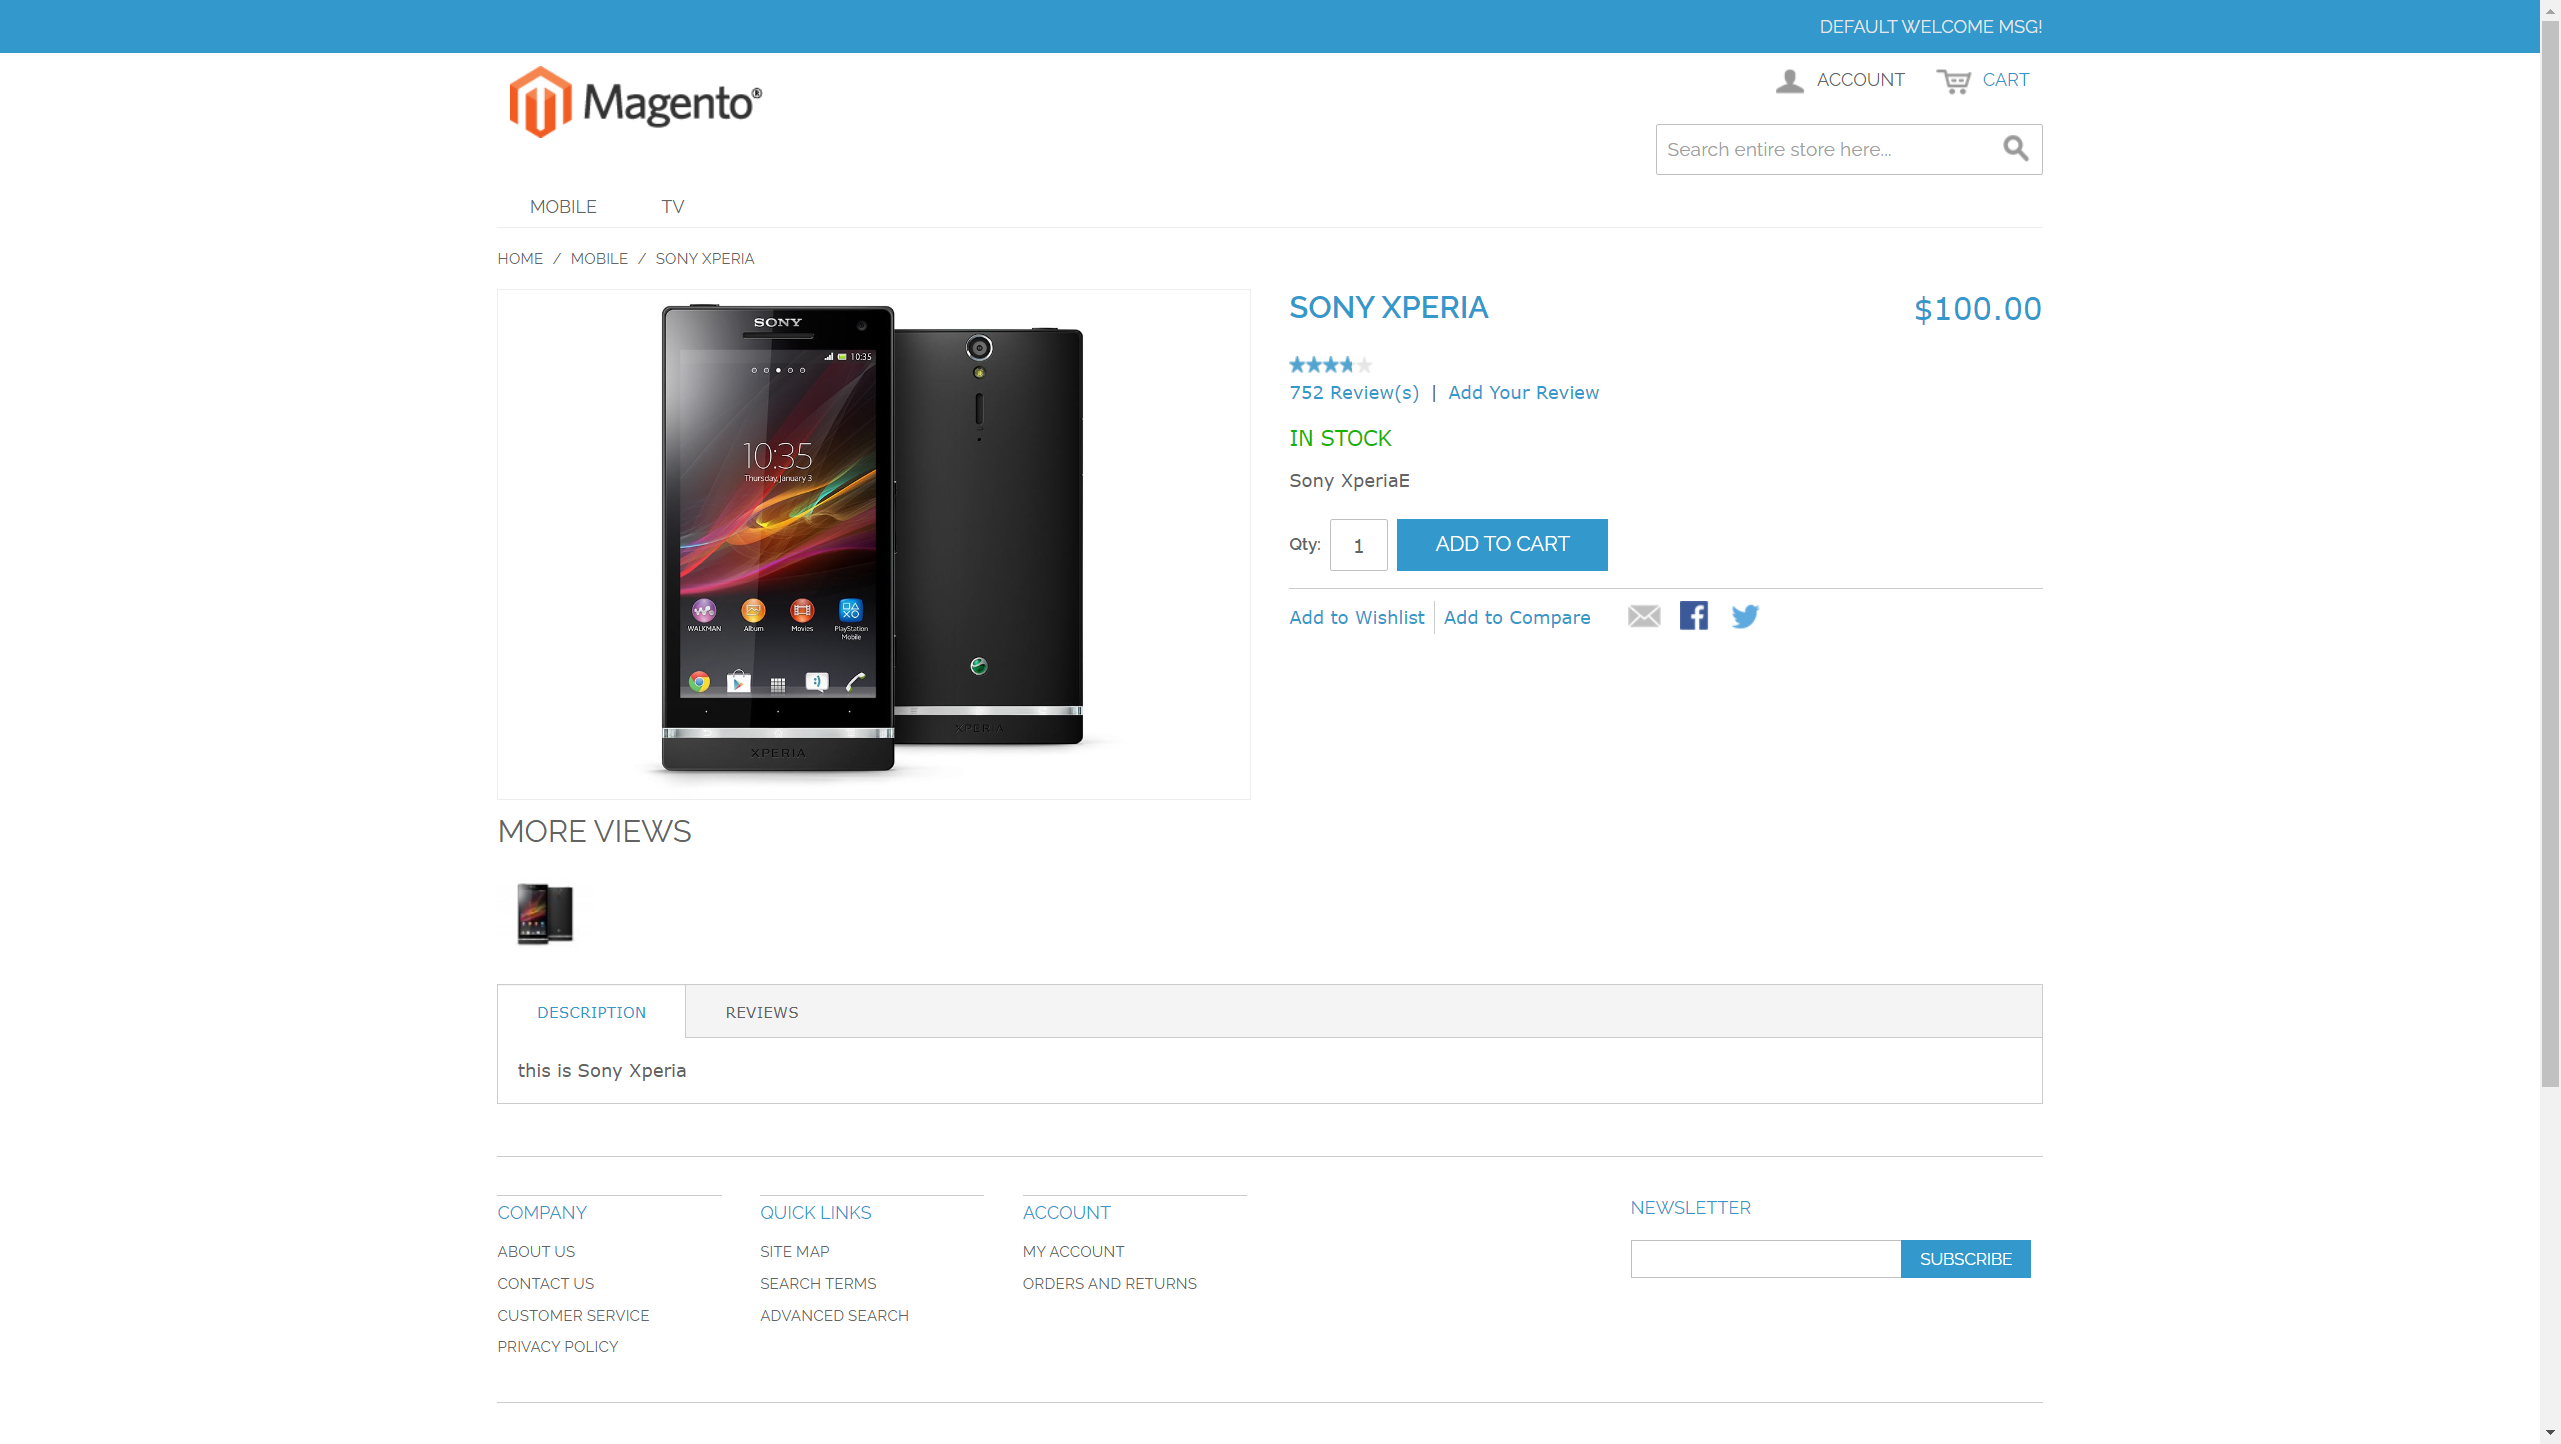 DEFAULT WELCOME MSG!
Magento®
ACCOUNT
CART
Search entire store here...
MOBILE
TV
HOME / MOBILE / SONY XPERIA
SONY
10:35
10:35
Thursday, January 3
WALKMAN
Album
Movies
PlayStation Mobile
XPERIA
XPERIA
SONY XPERIA
$100.00
752 Review(s) | Add Your Review
IN STOCK
Sony XperiaE
Qty: 1 ADD TO CART
Add to Wishlist
Add to Compare
MORE VIEWS
DESCRIPTION
REVIEWS
this is Sony Xperia
COMPANY
ABOUT US
CONTACT US
CUSTOMER SERVICE
PRIVACY POLICY
QUICK LINKS
SITE MAP
SEARCH TERMS
ADVANCED SEARCH
ACCOUNT
MY ACCOUNT
ORDERS AND RETURNS
NEWSLETTER
SUBSCRIBE